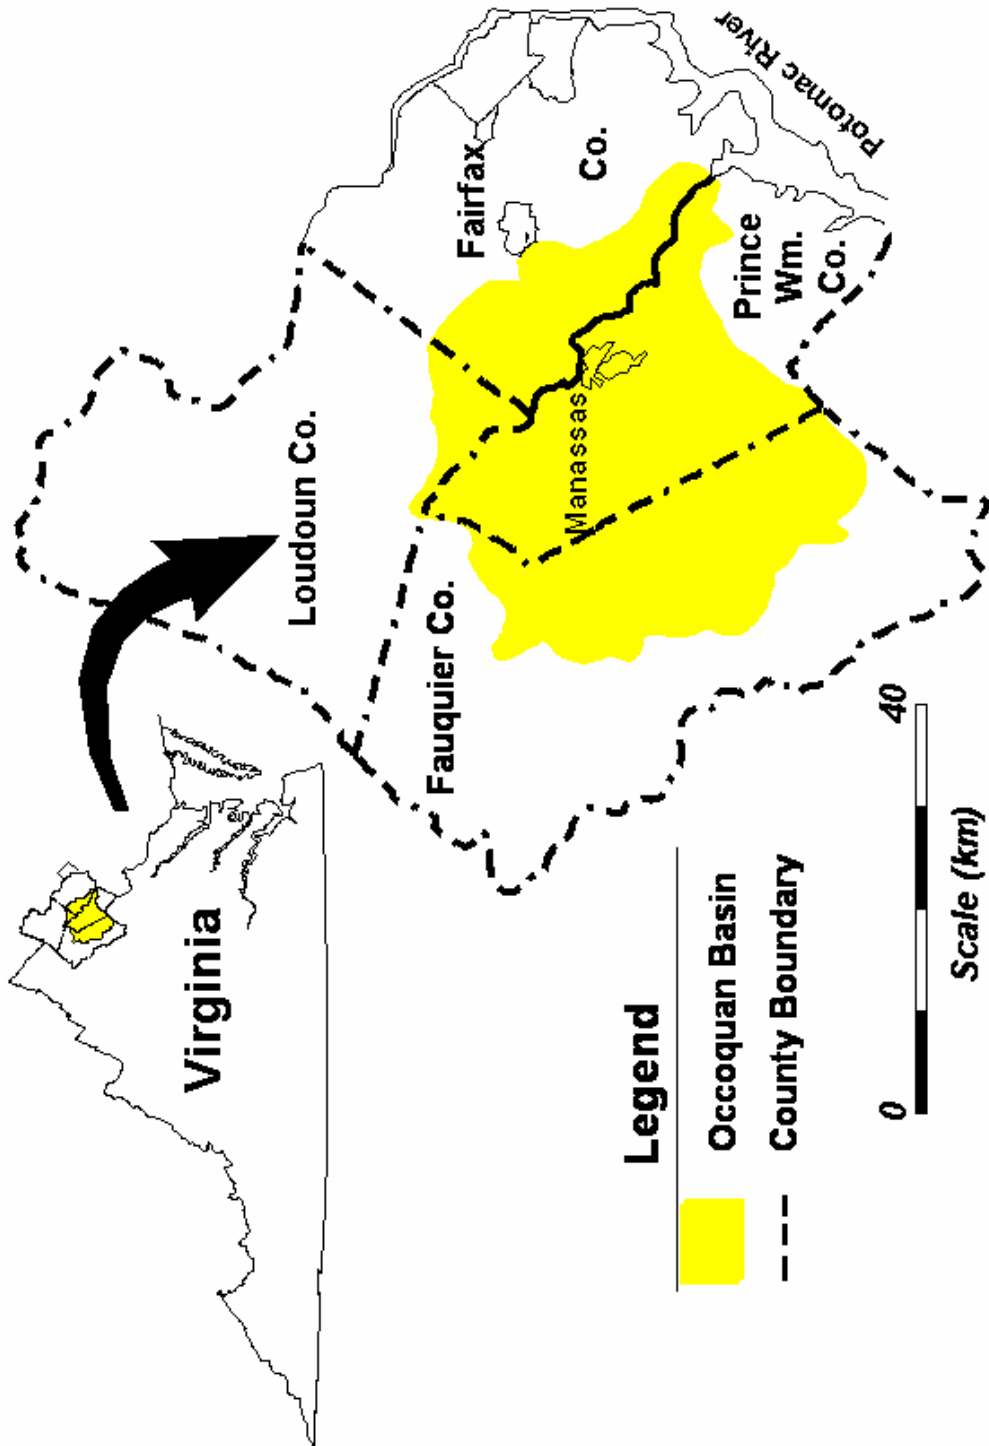 Virginia
Loudoun Co.
Fauquier Co.
Fairfax
Co.
Prince
Wm.
Co.
Potomac River
Manassas
Legend
Occoquan Basin
County Boundary
0
40
Scale (km)